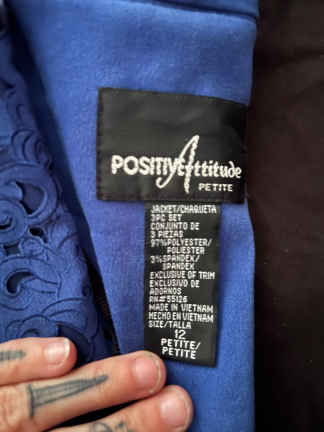 POSITIVE Attitude
PETITE
JACKET/CHAQUETA
3PC SET
CONJUNTO DE
3 PIEZAS
97%POLYESTER/
POLIESTER
3%SPANDEX/
SPANDEX
EXCLUSIVE OF TRIM
EXCLUSIVO DE
ADORNOS
RN#55126
MADE IN VIETNAM
HECHO EN VIETNAM
SIZE/TALLA
12
PETITE/
PETITE